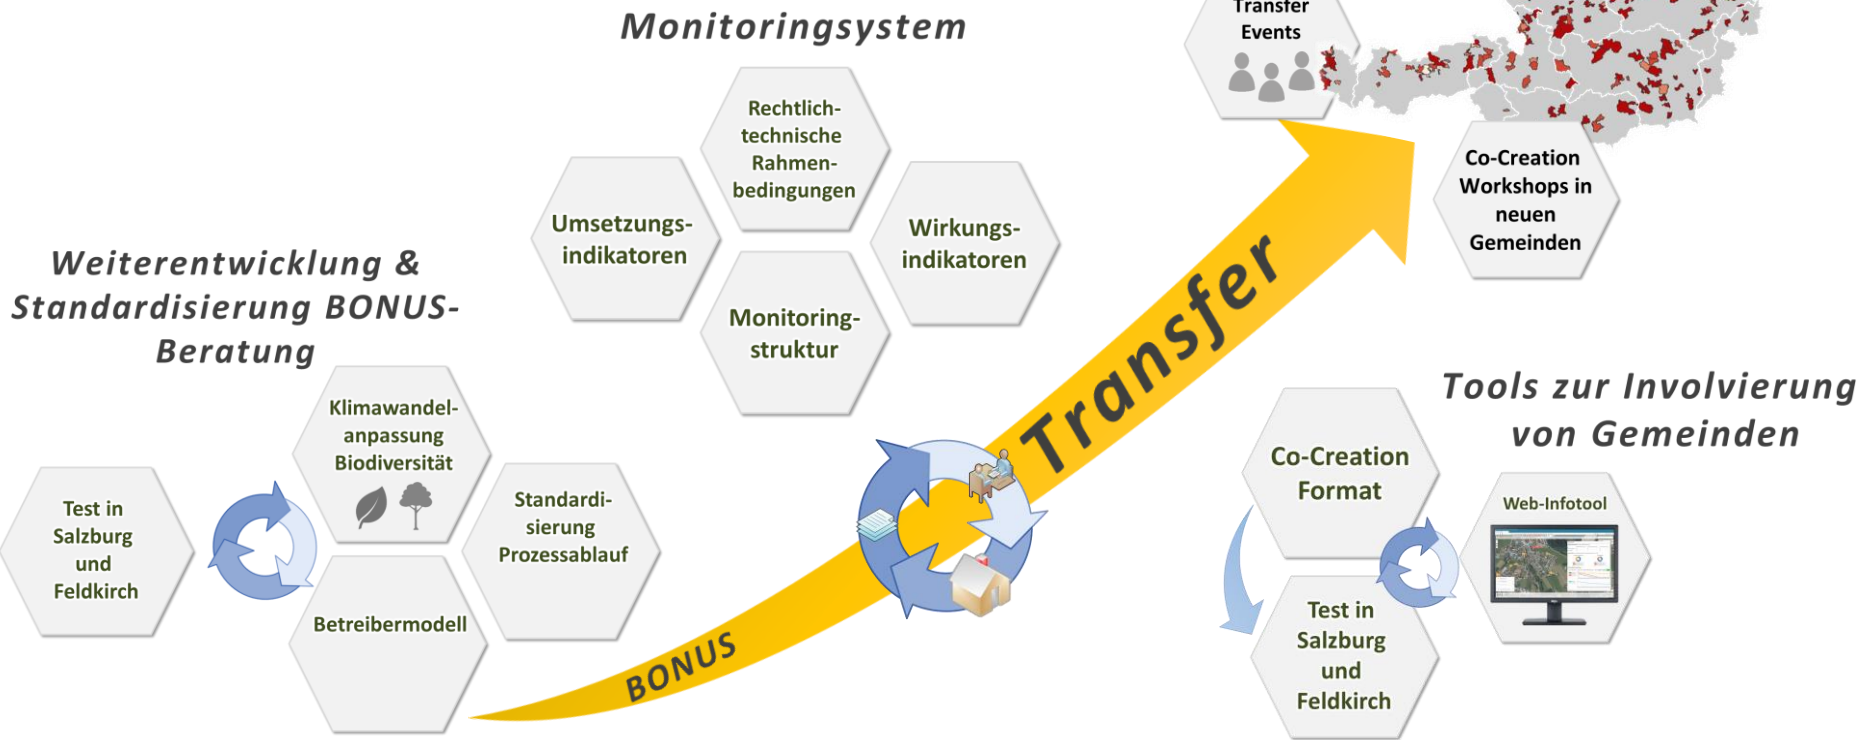 Monitoringsystem
Rechtlich-
technische
Rahmen-
bedingungen
Umsetzungs-
indikatoren
Wirkungs-
indikatoren
Monitoring-
struktur
Transfer
Events
Co-Creation
Workshops in
neuen
Gemeinden
Weiterentwicklung &
Standardisierung BONUS-
Beratung
Klimawandel-
anpassung
Biodiversität
Test in
Salzburg
und
Feldkirch
Standardi-
sierung
Prozessablauf
Betreibermodell
BONUS
Transfer
Tools zur Involvierung
von Gemeinden
Co-Creation
Format
Web-Infotool
Test in
Salzburg
und
Feldkirch